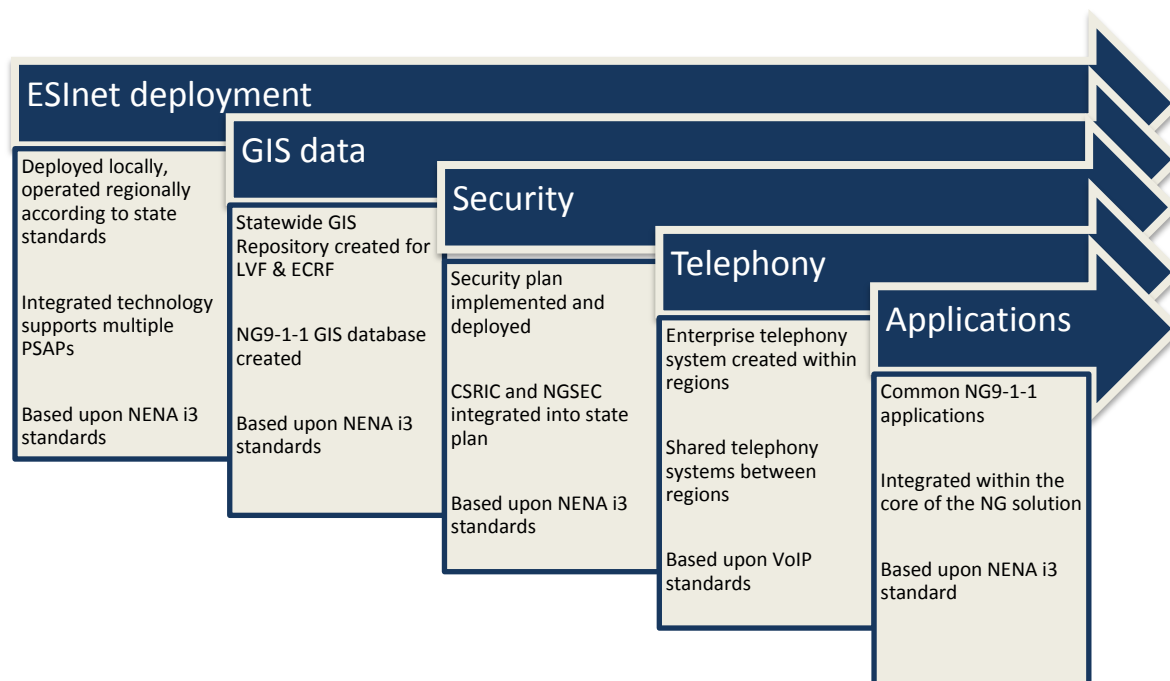 ESInet deployment
Deployed locally,
operated regionally
according to state
standards
Integrated technology
supports multiple
PSAPs
Based upon NENA i3
standards
GIS data
Statewide GIS
Repository created for
LVF & ECRF
NG9-1-1 GIS database
created
Based upon NENA i3
standards
Security
Security plan
implemented and
deployed
CSRIC and NGSEC
integrated into state
plan
Based upon NENA i3
standards
Telephony
Enterprise telephony
system created within
regions
Shared telephony
systems between
regions
Based upon VoIP
standards
Applications
Common NG9-1-1
applications
Integrated within the
core of the NG solution
Based upon NENA i3
standard